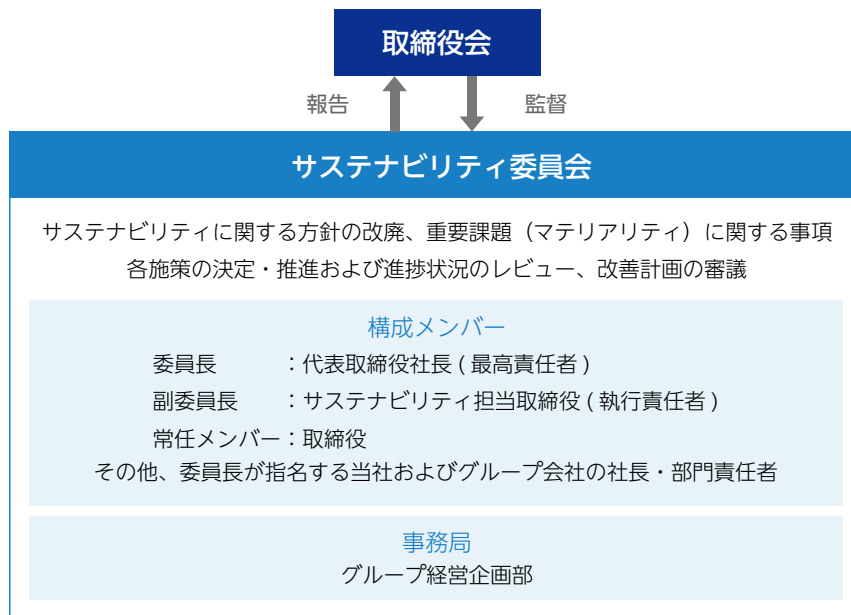 取締役会
報告
監督
サステナビリティ委員会
サステナビリティに関する方針の改廃、重要課題（マテリアリティ）に関する事項
各施策の決定・推進および進捗状況のレビュー、改善計画の審議
構成メンバー
委員長　　　：代表取締役社長 ( 最高責任者 )
副委員長　　：サステナビリティ担当取締役 ( 執行責任者 )
常任メンバー：取締役
その他、委員長が指名する当社およびグループ会社の社長・部門責任者
事務局
グループ経営企画部